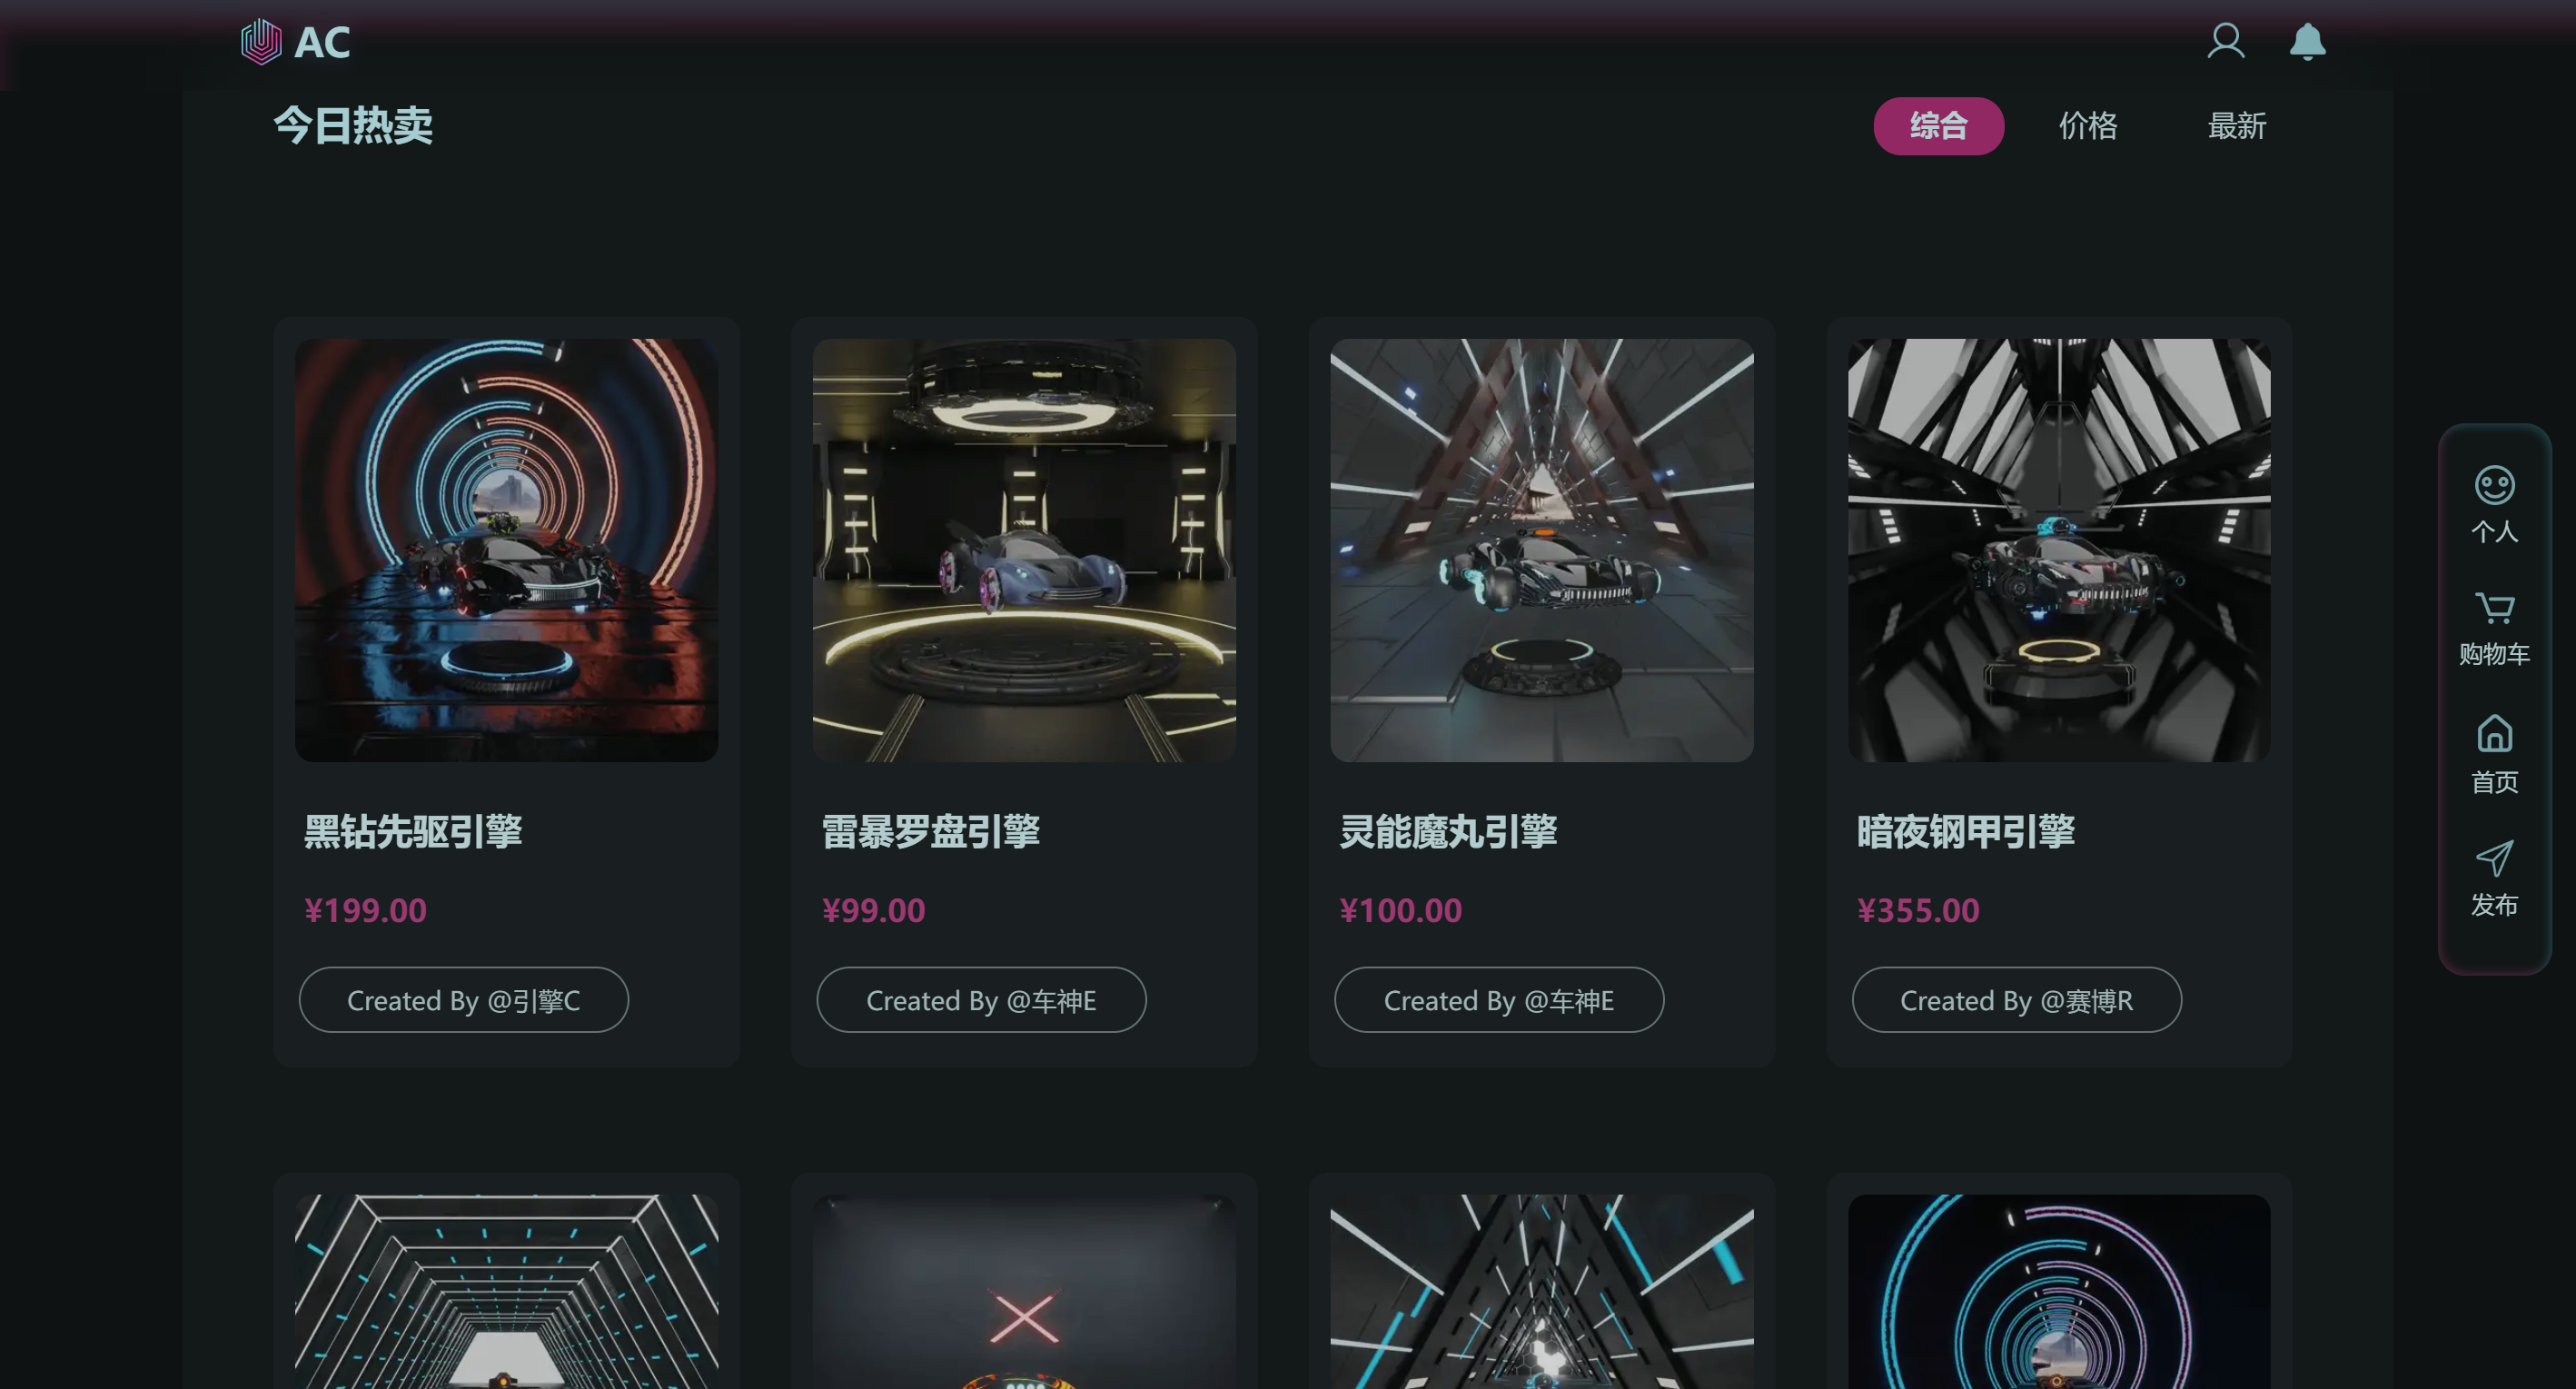 AC
今日热卖
综合 价格 最新
黑钻先驱引擎
¥199.00
Created By @引擎C
雷暴罗盘引擎
¥99.00
Created By @车神E
灵能魔丸引擎
¥100.00
Created By @车神E
暗夜钢甲引擎
¥355.00
Created By @赛博R
个人
购物车
首页
发布